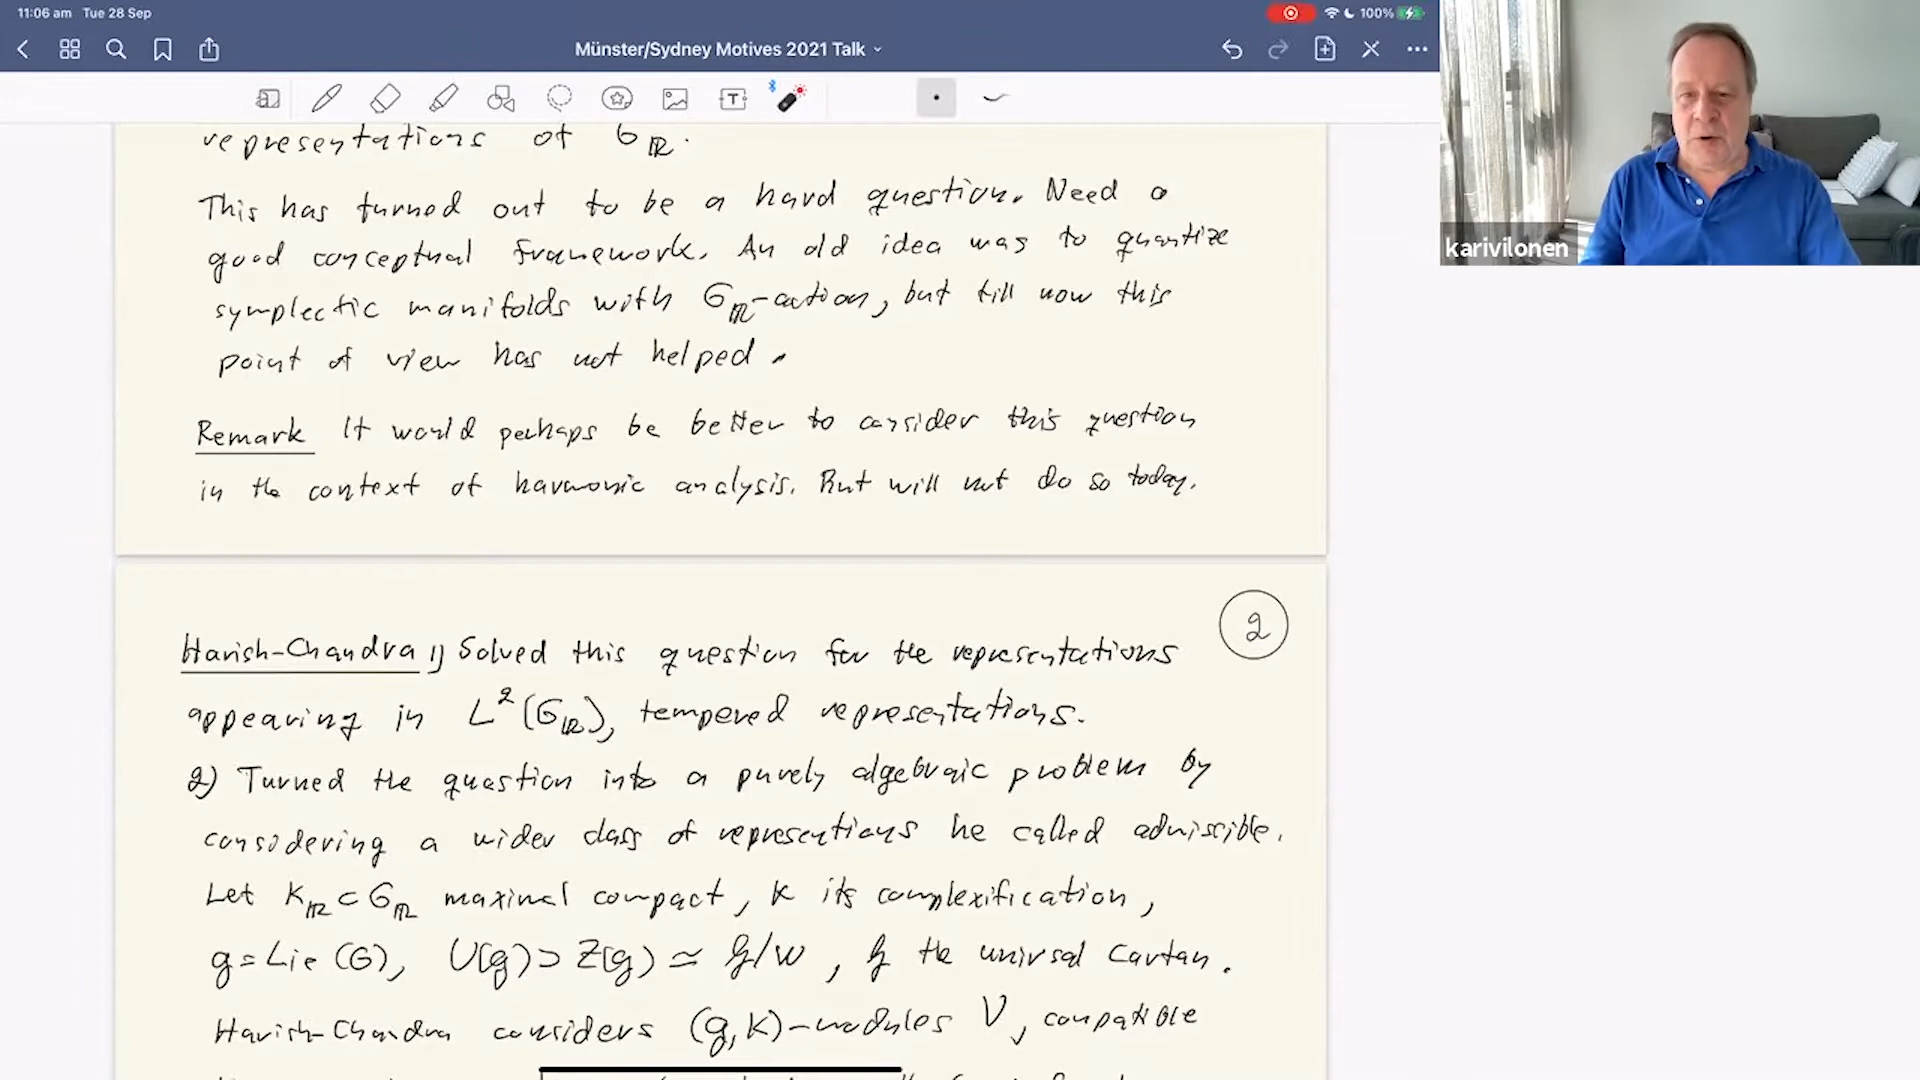 11:06 am Tue 28 Sep
100%
Münster/Sydney Motives 2021 Talk
karivilonen
representations of G_ℝ.
This has turned out to be a hard question. Need a
good conceptual framework. An old idea was to quantize
symplectic manifolds with G_ℝ-action, but till now this
point of view has not helped.
Remark It would perhaps be better to consider this question
in the context of harmonic analysis. But will not do so today.
2
Harish-Chandra 1) Solved this question for the representations
appearing in L²(G_ℝ), tempered representations.
2) Turned the question into a purely algebraic problem by
considering a wider class of representions he called admissible.
Let K_ℝ ⊂ G_ℝ maximal compact, K its complexification,
g = Lie(G), U(g) ⊃ Z(g) ≃ h/W, h the universal Cartan.
Harish-Chandra considers (g,K)-modules V, compatible